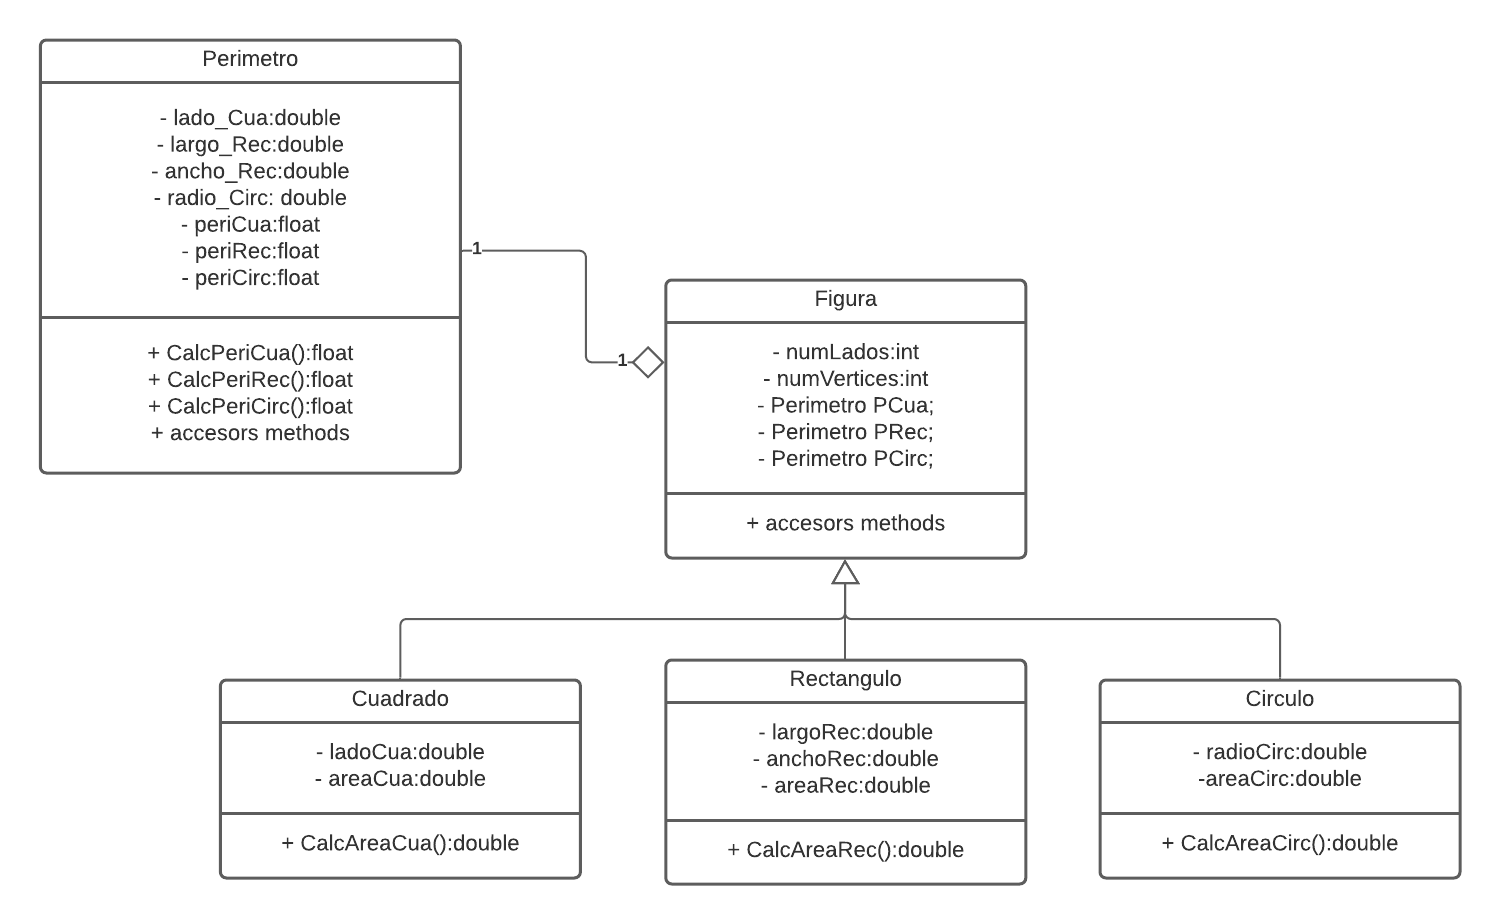 Perimetro
- lado_Cua:double
- largo_Rec:double
- ancho_Rec:double
- radio_Circ: double
- periCua:float
- periRec:float
- periCirc:float
+ CalcPeriCua():float
+ CalcPeriRec():float
+ CalcPeriCirc():float
+ accesors methods
1
1
Figura
- numLados:int
- numVertices:int
- Perimetro PCua;
- Perimetro PRec;
- Perimetro PCirc;
+ accesors methods
Cuadrado
- ladoCua:double
- areaCua:double
+ CalcAreaCua():double
Rectangulo
- largoRec:double
- anchoRec:double
- areaRec:double
+ CalcAreaRec():double
Circulo
- radioCirc:double
-areaCirc:double
+ CalcAreaCirc():double